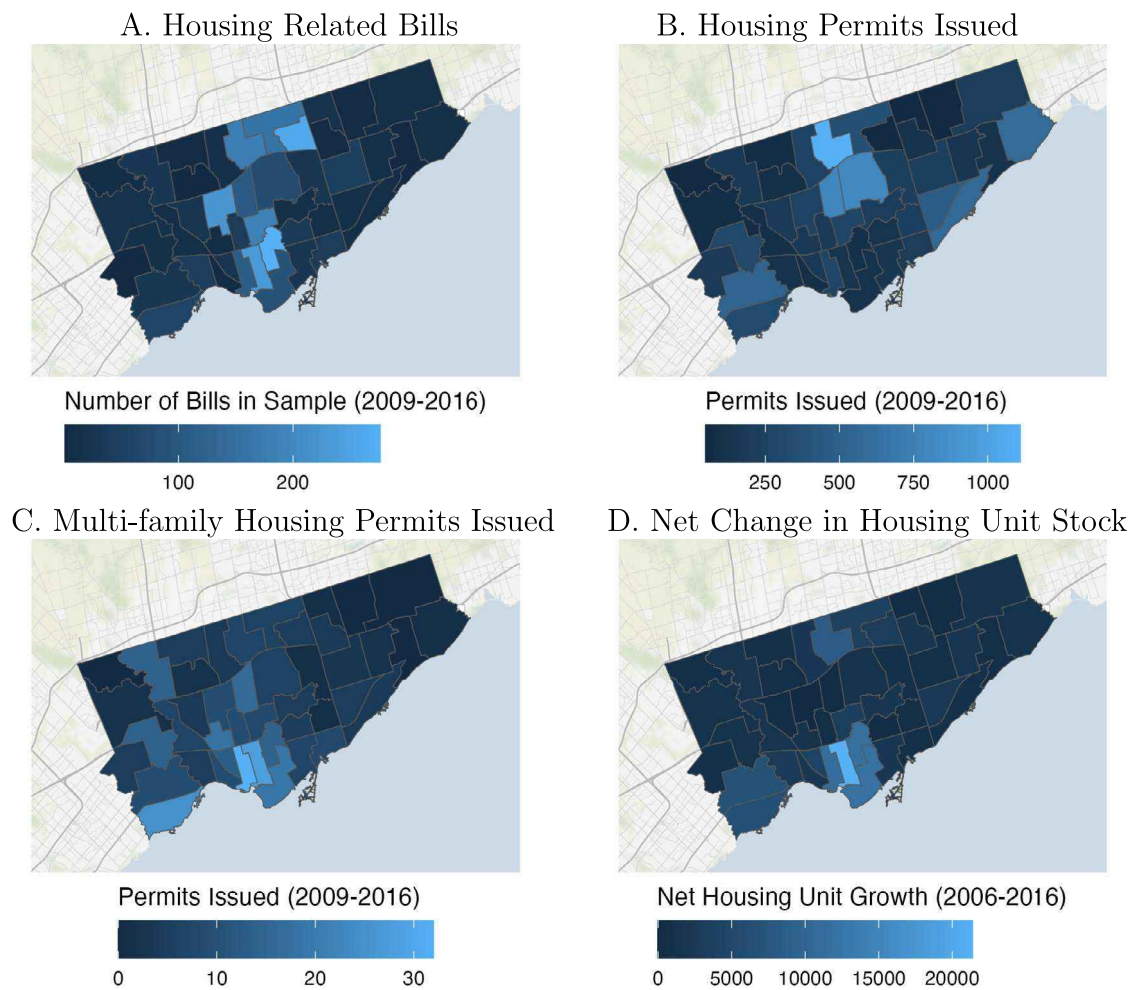 A. Housing Related Bills
B. Housing Permits Issued
Number of Bills in Sample (2009-2016)
100 200
Permits Issued (2009-2016)
250 500 750 1000
C. Multi-family Housing Permits Issued
D. Net Change in Housing Unit Stock
Permits Issued (2009-2016)
0 10 20 30
Net Housing Unit Growth (2006-2016)
0 5000 10000 15000 20000